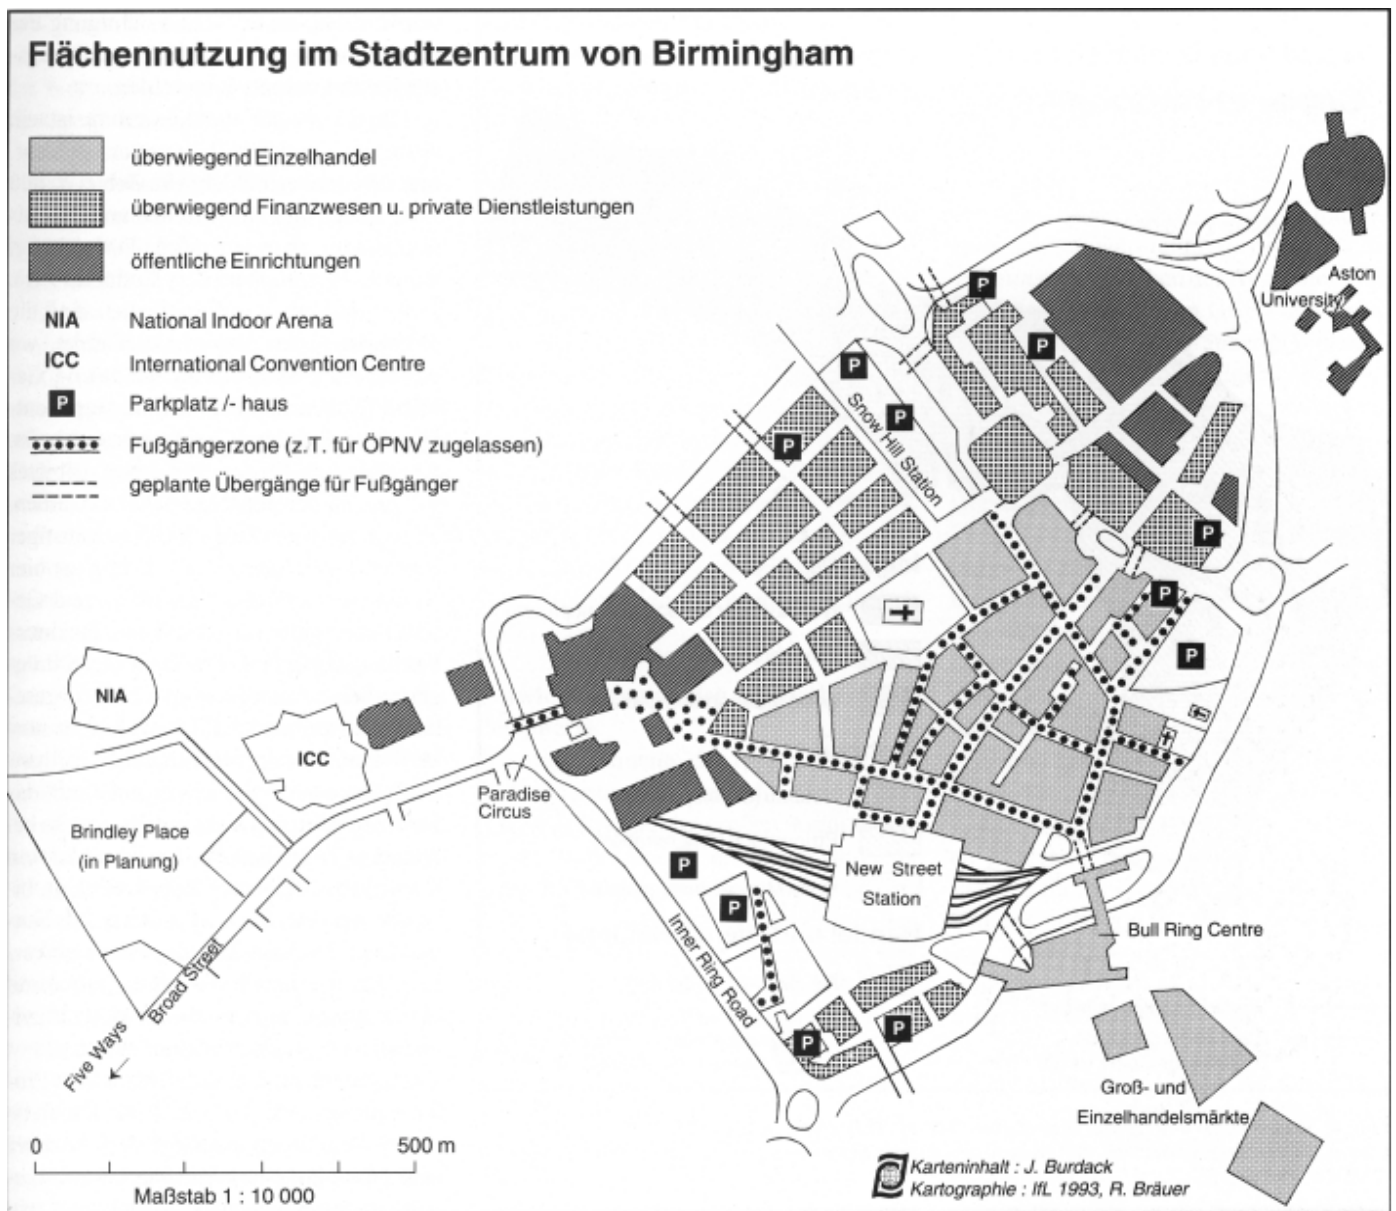 Flächennutzung im Stadtzentrum von Birmingham
überwiegend Einzelhandel
überwiegend Finanzwesen u. private Dienstleistungen
öffentliche Einrichtungen
NIA National Indoor Arena
ICC International Convention Centre
P Parkplatz /- haus
Fußgängerzone (z.T. für ÖPNV zugelassen)
geplante Übergänge für Fußgänger
Aston
University
P
P
P
P
P
Snow Hill Station
P
P
P
NIA
ICC
Paradise
Circus
Brindley Place
(in Planung)
New Street
Station
P
P
Inner Ring Road
Bull Ring Centre
Broad Street
Five Ways
P
P
Groß- und
Einzelhandelsmärkte
0 500 m
Maßstab 1 : 10 000
Karteninhalt : J. Burdack
Kartographie : IfL 1993, R. Bräuer